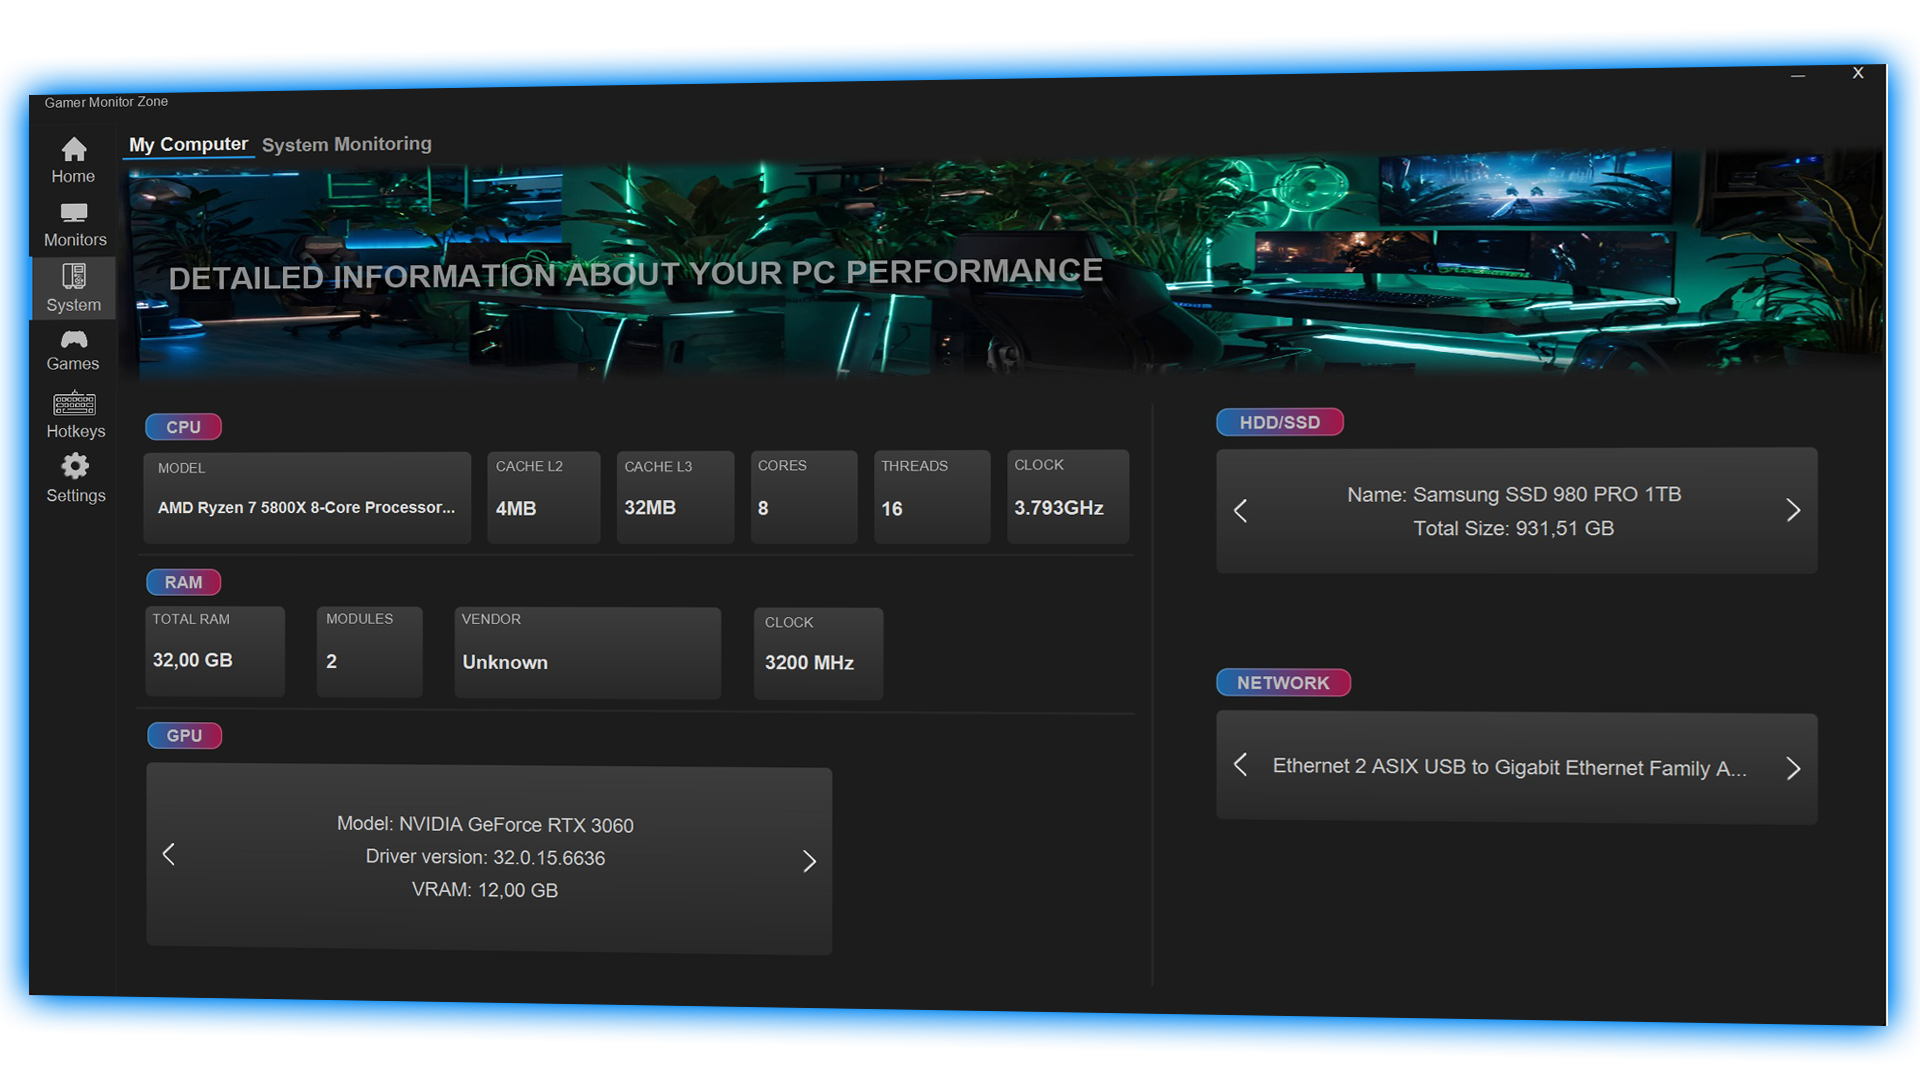 Gamer Monitor Zone
X
Home
Monitors
System
Games
Hotkeys
Settings
My Computer System Monitoring
DETAILED INFORMATION ABOUT YOUR PC PERFORMANCE
CPU
MODEL
AMD Ryzen 7 5800X 8-Core Processor...
CACHE L2
4MB
CACHE L3
32MB
CORES
8
THREADS
16
CLOCK
3.793GHz
RAM
TOTAL RAM
32,00 GB
MODULES
2
VENDOR
Unknown
CLOCK
3200 MHz
GPU
Model: NVIDIA GeForce RTX 3060
Driver version: 32.0.15.6636
VRAM: 12,00 GB
HDD/SSD
Name: Samsung SSD 980 PRO 1TB
Total Size: 931,51 GB
NETWORK
Ethernet 2 ASIX USB to Gigabit Ethernet Family A...